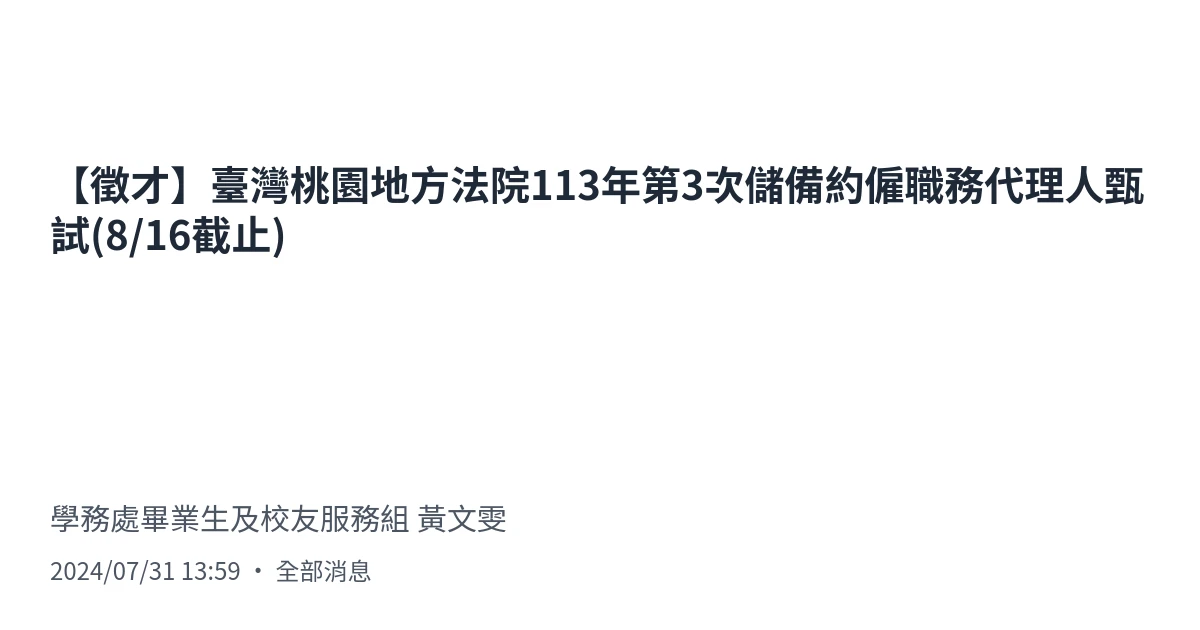 【徵才】臺灣桃園地方法院113年第3次儲備約僱職務代理人甄
試(8/16截止)
學務處畢業生及校友服務組 黃文雯
2024/07/31 13:59 · 全部消息